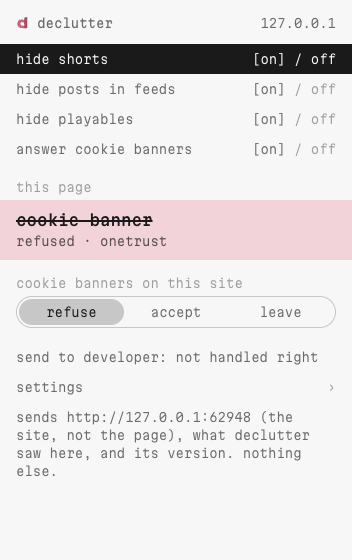 d declutter 127.0.0.1
hide shorts [on] / off
hide posts in feeds [on] / off
hide playables [on] / off
answer cookie banners [on] / off
this page
cookie banner
refused · onetrust
cookie banners on this site
refuse accept leave
send to developer: not handled right
settings ›
sends http://127.0.0.1:62948 (the
site, not the page), what declutter
saw here, and its version. nothing
else.